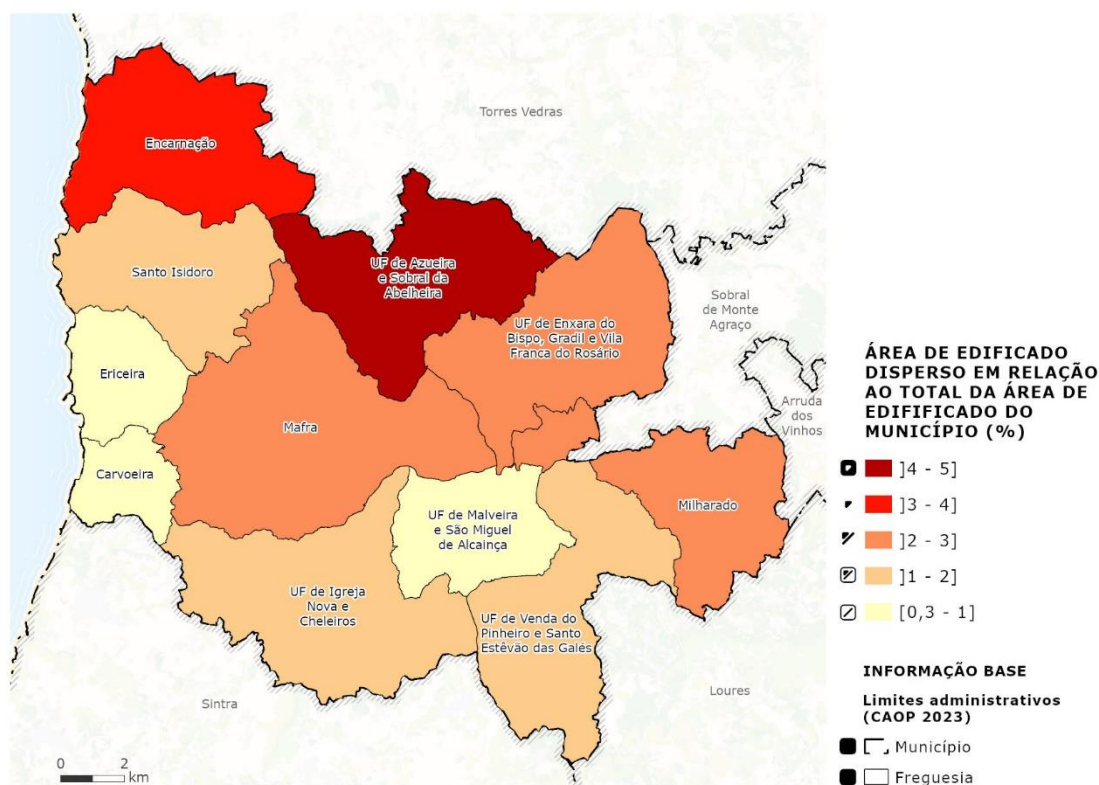 Torres Vedras
Encarnação
Santo Isidoro
UF de Azueira
e Sobral da
Abelheira
Sobral
de Monte
Agraço
UF de Enxara do
Bispo, Gradil e Vila
Franca do Rosário
Ericeira
Arruda
dos
Vinhos
Mafra
Carvoeira
Milharado
UF de Malveira
e São Miguel
de Alcainça
UF de Igreja
Nova e
Cheleiros
UF de Venda do
Pinheiro e Santo
Estêvão das Galés
Sintra
Loures
0 2
km
ÁREA DE EDIFICADO
DISPERSO EM RELAÇÃO
AO TOTAL DA ÁREA DE
EDIFIFICADO DO
MUNICÍPIO (%)
]4 - 5]
]3 - 4]
]2 - 3]
]1 - 2]
[0,3 - 1]
INFORMAÇÃO BASE
Limites administrativos
(CAOP 2023)
Município
Freguesia